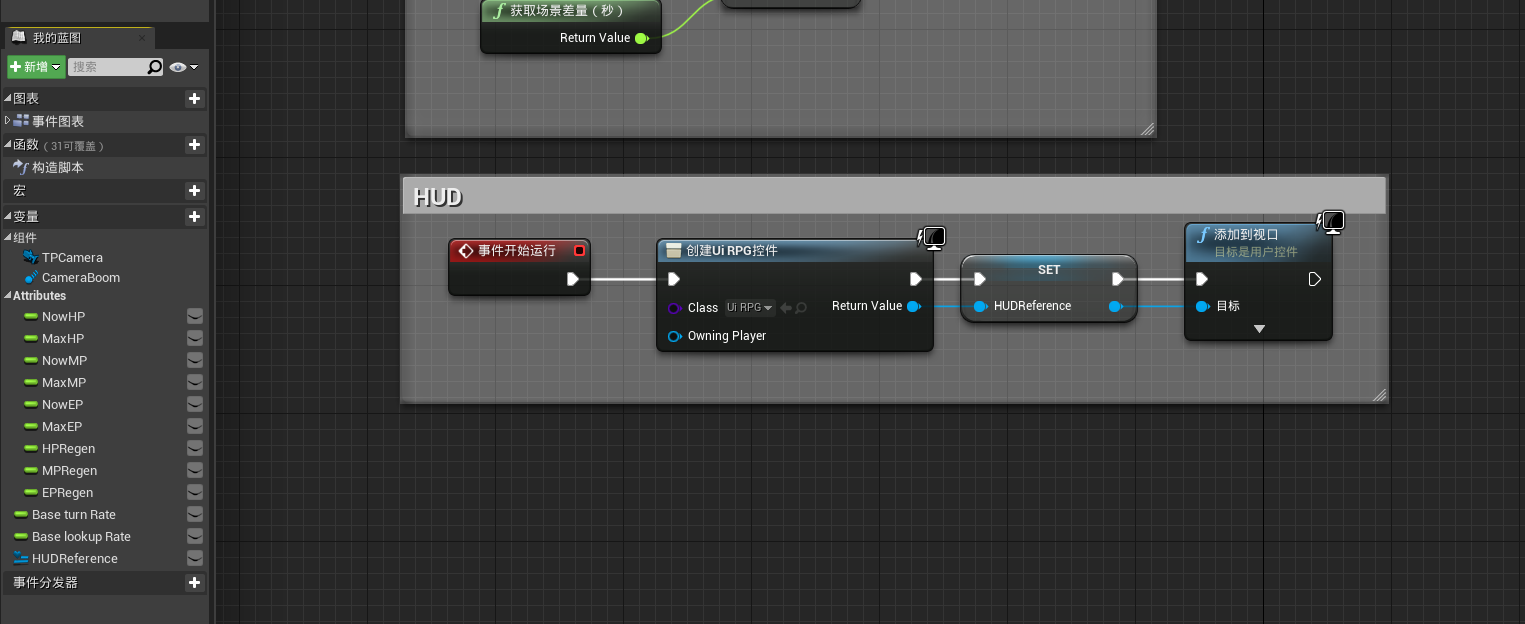 我的蓝图
新增
搜索
图表
事件图表
函数 ( 31可覆盖 )
构造脚本
宏
变量
组件
TPCamera
CameraBoom
Attributes
NowHP
MaxHP
NowMP
MaxMP
NowEP
MaxEP
HPRegen
MPRegen
EPRegen
Base turn Rate
Base lookup Rate
HUDReference
事件分发器
获取场景差量（秒）
Return Value
HUD
事件开始运行
创建Ui RPG控件
Class Ui RPG
Return Value
Owning Player
SET
HUDReference
添加到视口
目标是用户控件
目标